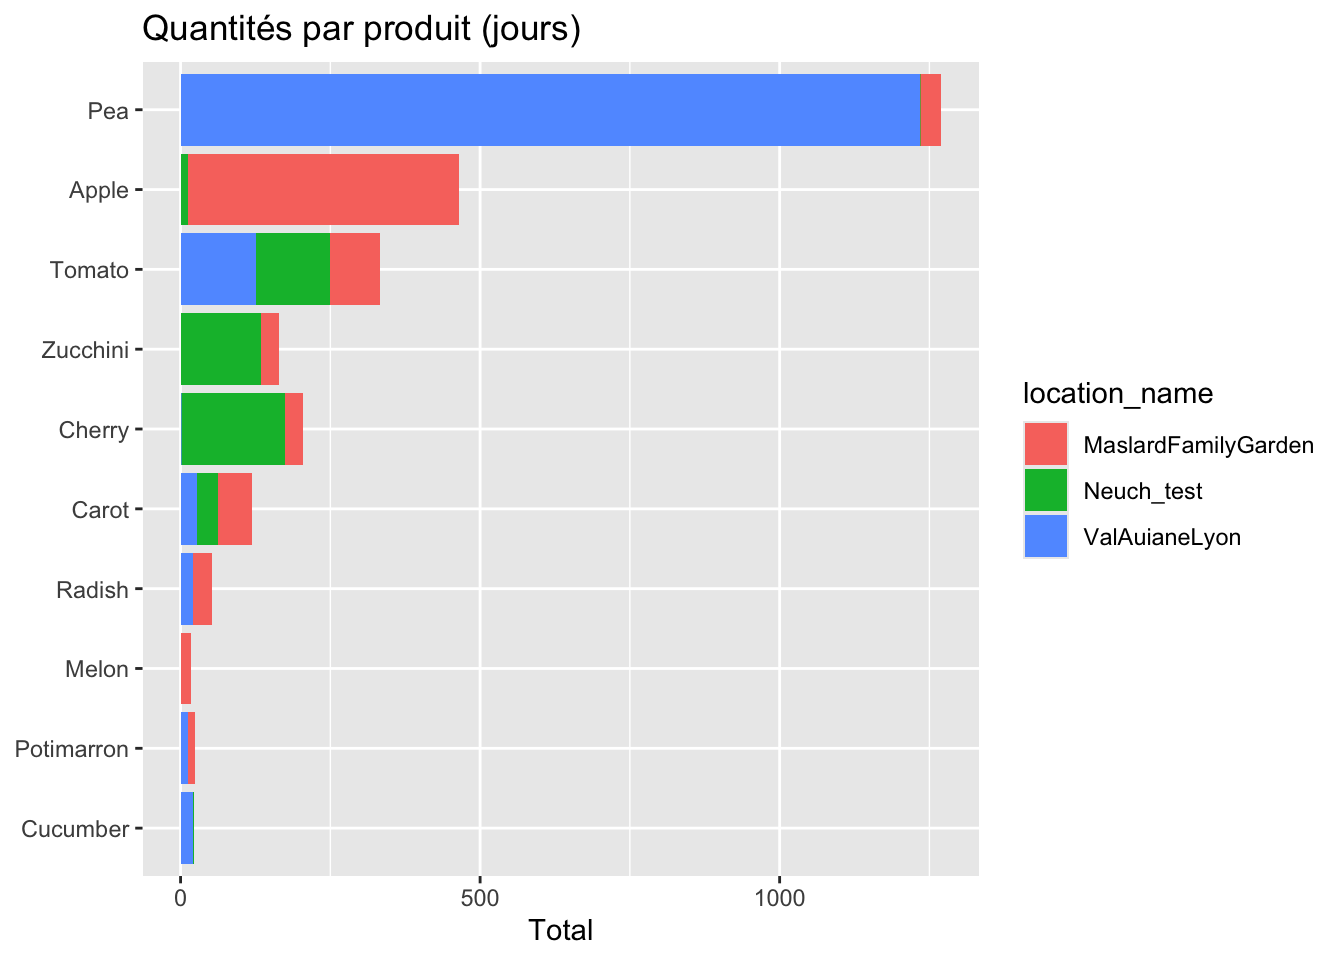 Quantités par produit (jours)
Pea
Apple
Tomato
Zucchini
Cherry
Carot
Radish
Melon
Potimarron
Cucumber
0 500 1000
Total
location_name
MaslardFamilyGarden
Neuch_test
ValAuianeLyon